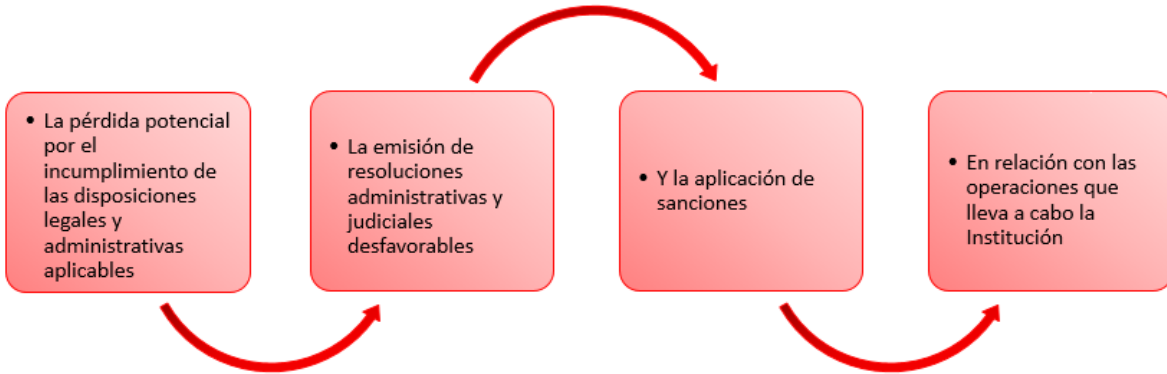 • La pérdida potencial
por el
incumplimiento de
las disposiciones
legales y
administrativas
aplicables
• La emisión de
resoluciones
administrativas y
judiciales
desfavorables
• Y la aplicación de
sanciones
• En relación con las
operaciones que
lleva a cabo la
Institución